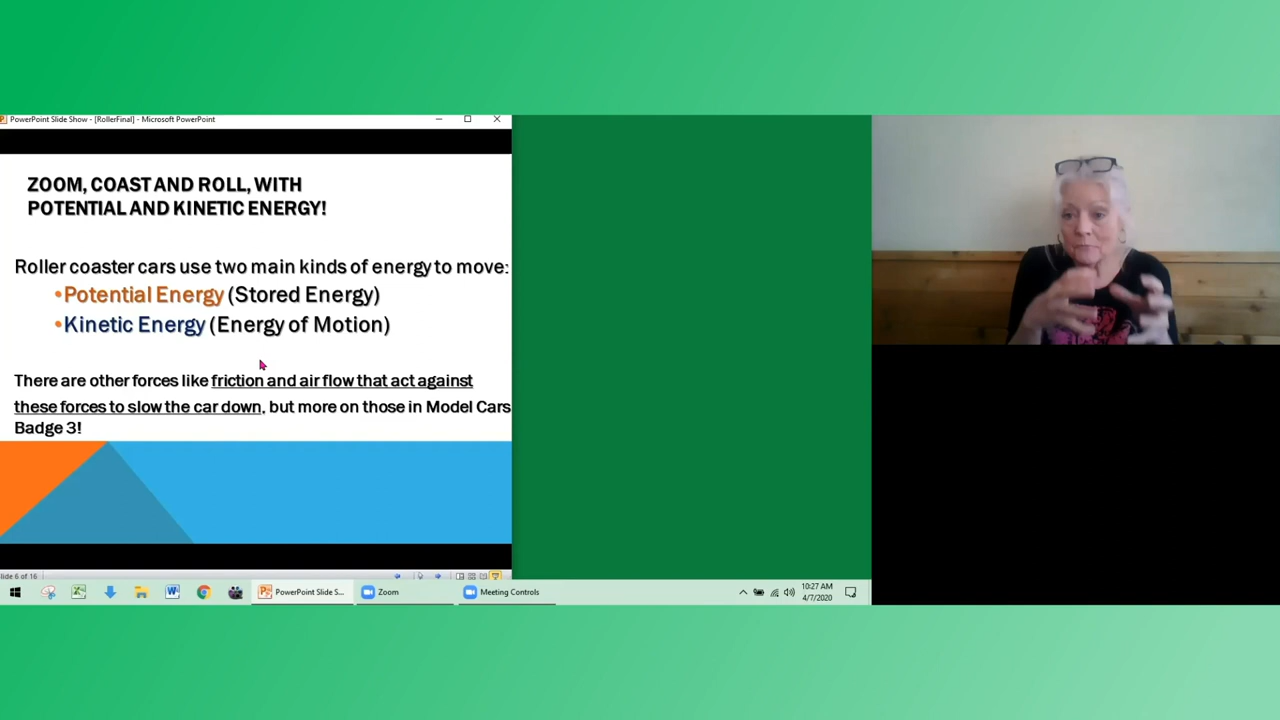 PowerPoint Slide Show - [RollerFinal] - Microsoft PowerPoint
ZOOM, COAST AND ROLL, WITH
POTENTIAL AND KINETIC ENERGY!
Roller coaster cars use two main kinds of energy to move:
•Potential Energy (Stored Energy)
•Kinetic Energy (Energy of Motion)
There are other forces like friction and air flow that act against
these forces to slow the car down, but more on those in Model Cars
Badge 3!
lide 6 of 16
PowerPoint Slide S...
Zoom
Meeting Controls
10:27 AM
4/7/2020